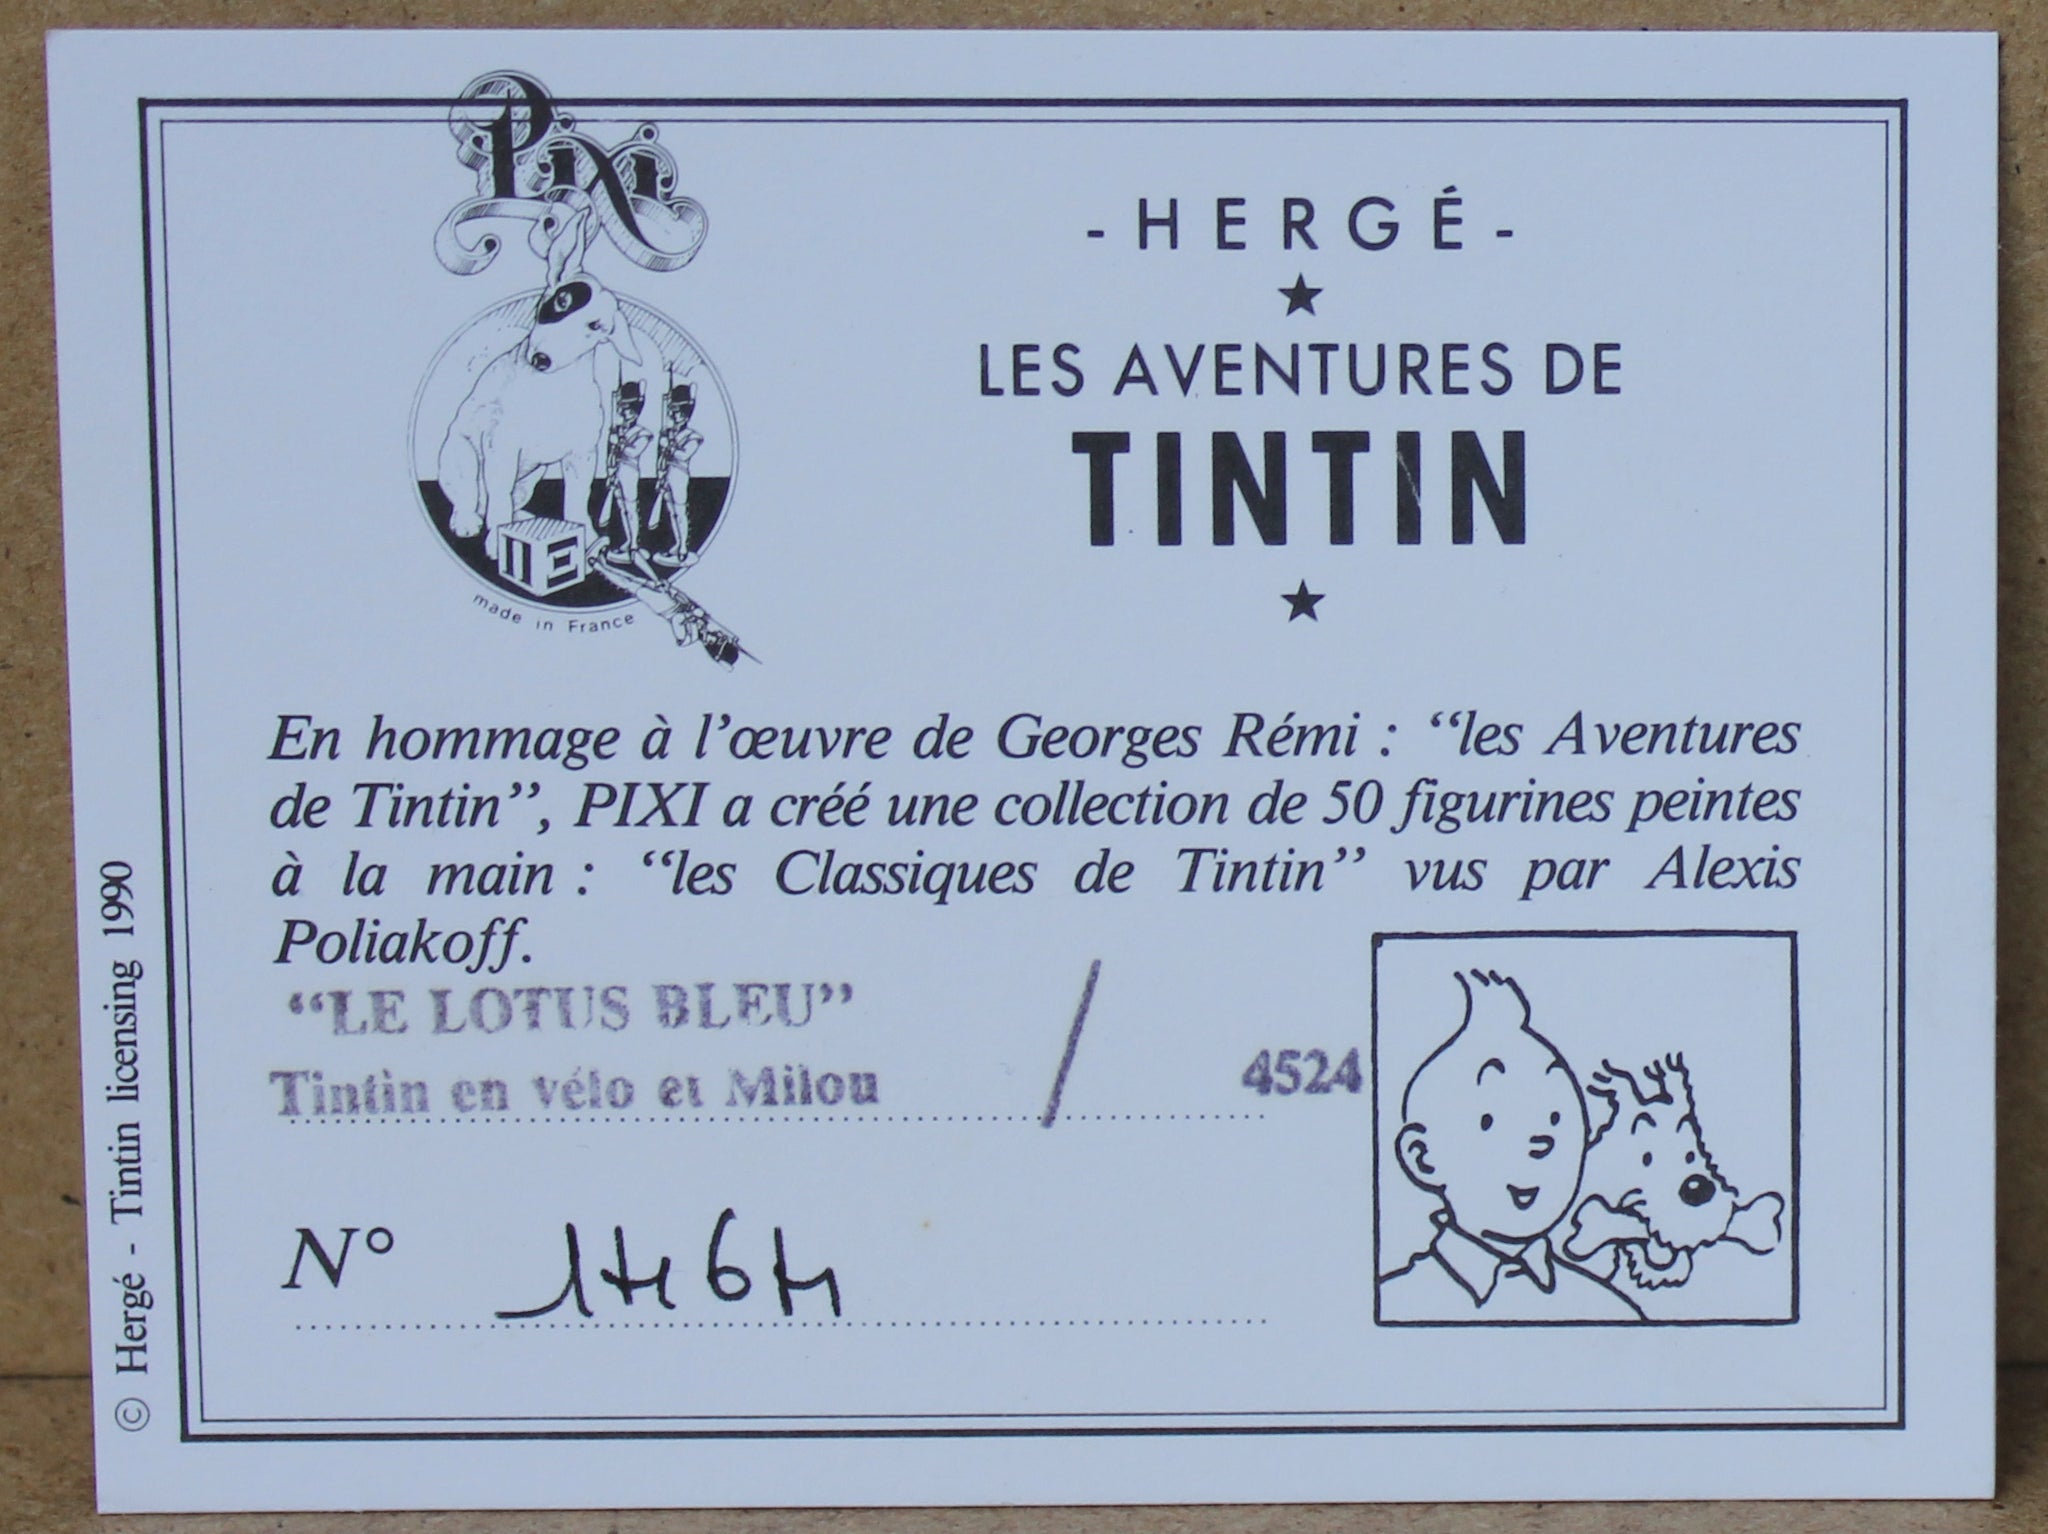 Pixi
made in France
- HERGÉ -
LES AVENTURES DE
TINTIN
En hommage à l'œuvre de Georges Rémi : “les Aventures
de Tintin”, PIXI a créé une collection de 50 figurines peintes
à la main : “les Classiques de Tintin” vus par Alexis
Poliakoff.
“LE LOTUS BLEU”
Tintin en vélo et Milou / 4524
N° 1464
© Hergé - Tintin licensing 1990